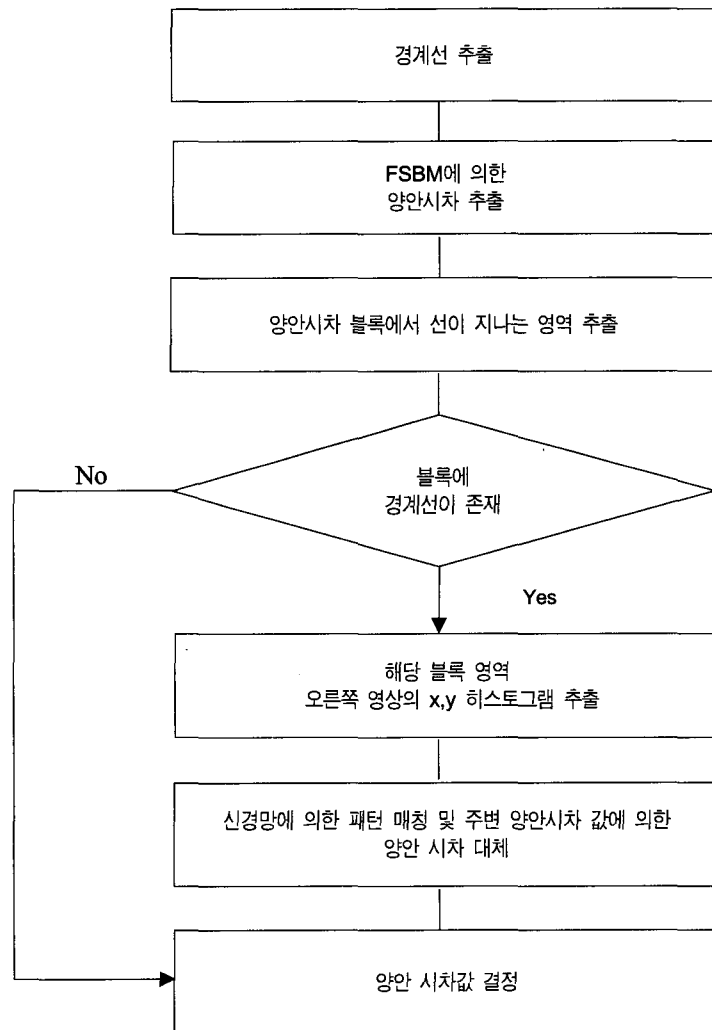 경계선 추출
FSBM에 의한
양안시차 추출
양안시차 블록에서 선이 지나는 영역 추출
No
블록에
경계선이 존재
Yes
해당 블록 영역
오른쪽 영상의 x,y 히스토그램 추출
신경망에 의한 패턴 매칭 및 주변 양안시차 값에 의한
양안 시차 대체
양안 시차값 결정